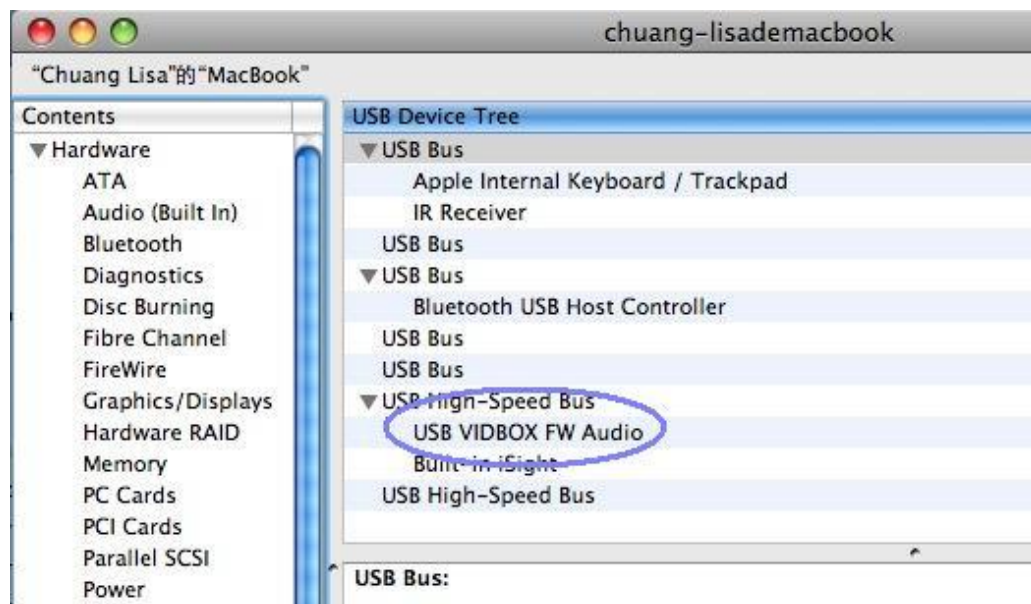 chuang-lisademacbook
“Chuang Lisa”的“MacBook”
Contents
Hardware
ATA
Audio (Built In)
Bluetooth
Diagnostics
Disc Burning
Fibre Channel
FireWire
Graphics/Displays
Hardware RAID
Memory
PC Cards
PCI Cards
Parallel SCSI
Power
USB Device Tree
USB Bus
Apple Internal Keyboard / Trackpad
IR Receiver
USB Bus
USB Bus
Bluetooth USB Host Controller
USB Bus
USB Bus
USB High-Speed Bus
USB VIDBOX FW Audio
Built-in iSight
USB High-Speed Bus
USB Bus: